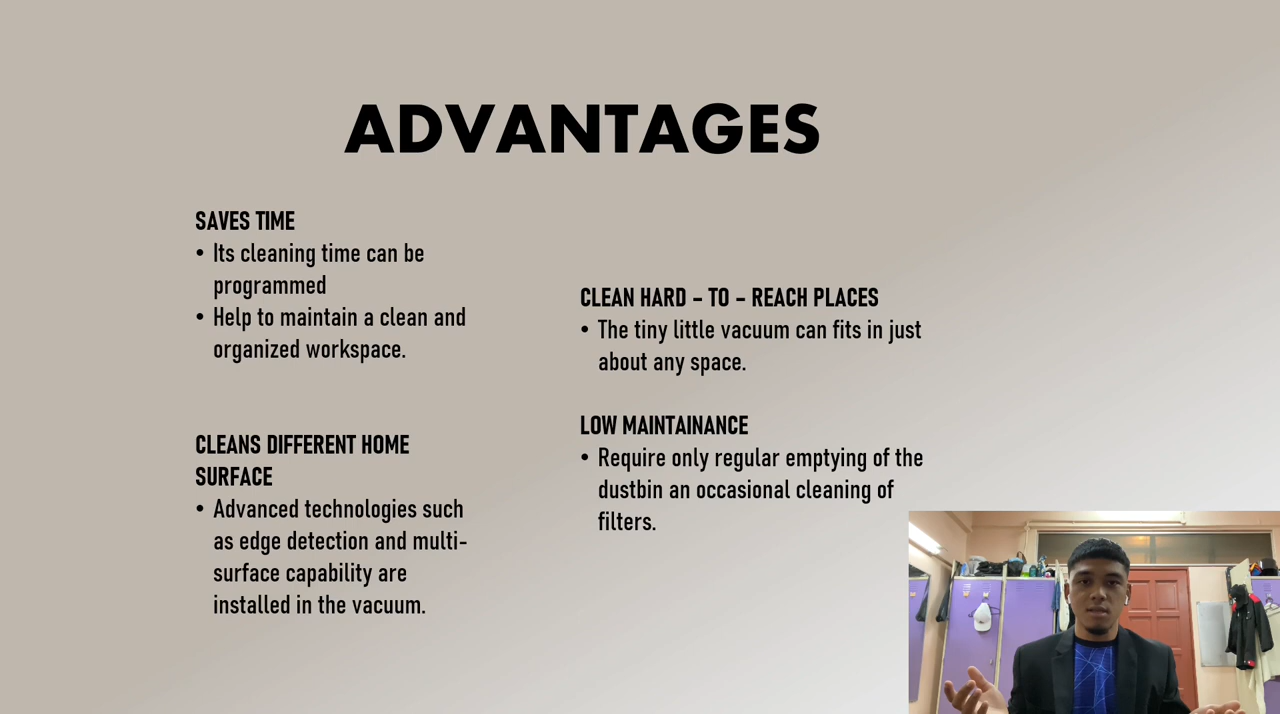 ADVANTAGES
SAVES TIME
• Its cleaning time can be
programmed
• Help to maintain a clean and
organized workspace.
CLEANS DIFFERENT HOME
SURFACE
• Advanced technologies such
as edge detection and multi-
surface capability are
installed in the vacuum.
CLEAN HARD - TO - REACH PLACES
• The tiny little vacuum can fits in just
about any space.
LOW MAINTAINANCE
• Require only regular emptying of the
dustbin an occasional cleaning of
filters.